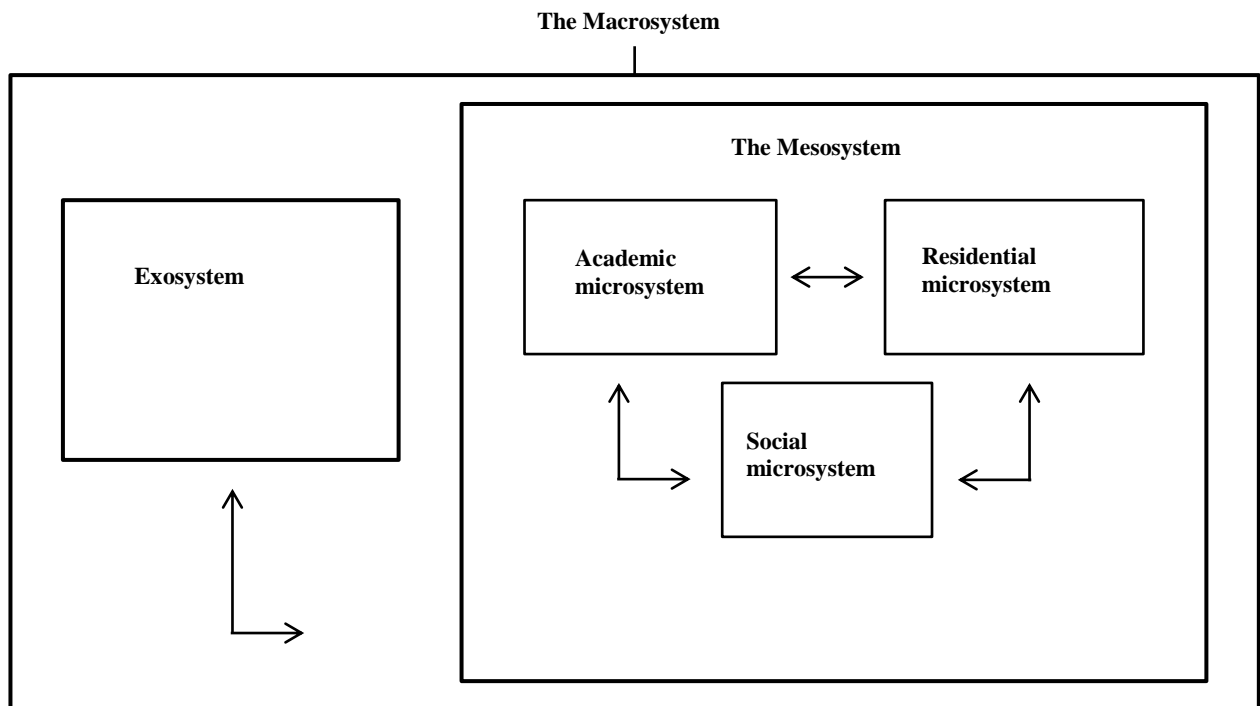 The Macrosystem
The Mesosystem
Exosystem
Academic
microsystem
Residential
microsystem
Social
microsystem